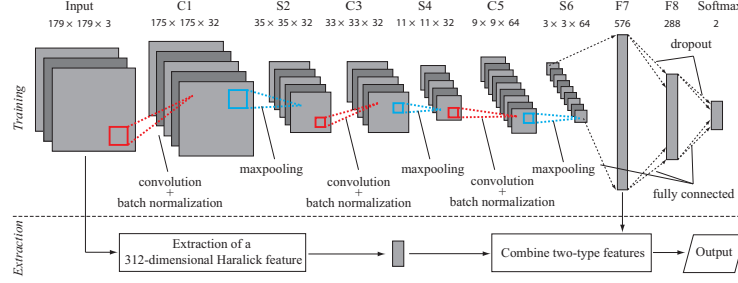 Input C1 S2 C3 S4 C5 S6 F7 F8 Softmax
179 × 179 × 3 175 × 175 × 32 35 × 35 × 32 33 × 33 × 32 11 × 11 × 32 9 × 9 × 64 3 × 3 × 64 576 288 2
Training
dropout
convolution
+
batch normalization
maxpooling
convolution
+
batch normalization
maxpooling
convolution
+
batch normalization
maxpooling
fully connected
Extraction
Extraction of a
312-dimensional Haralick feature
Combine two-type features
Output